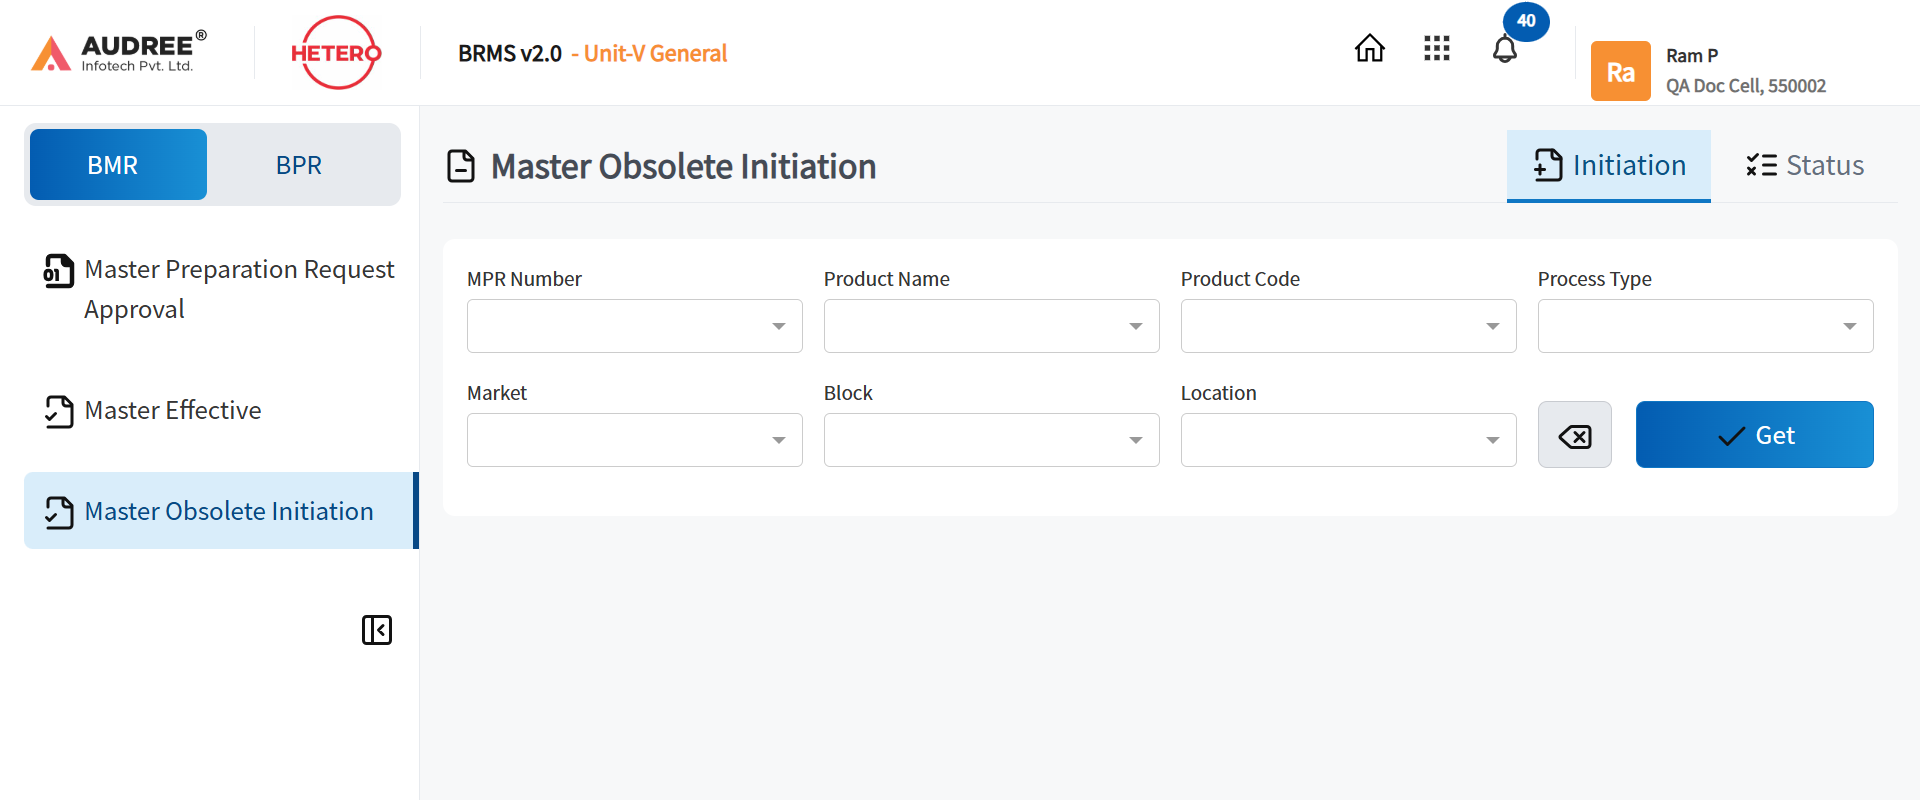 AUDREE®
Infotech Pvt. Ltd.
HETERO
BRMS v2.0 - Unit-V General
40
Ra
Ram P
QA Doc Cell, 550002
BMR
BPR
Master Preparation Request
Approval
Master Effective
Master Obsolete Initiation
Master Obsolete Initiation
Initiation
Status
MPR Number
Product Name
Product Code
Process Type
Market
Block
Location
Get